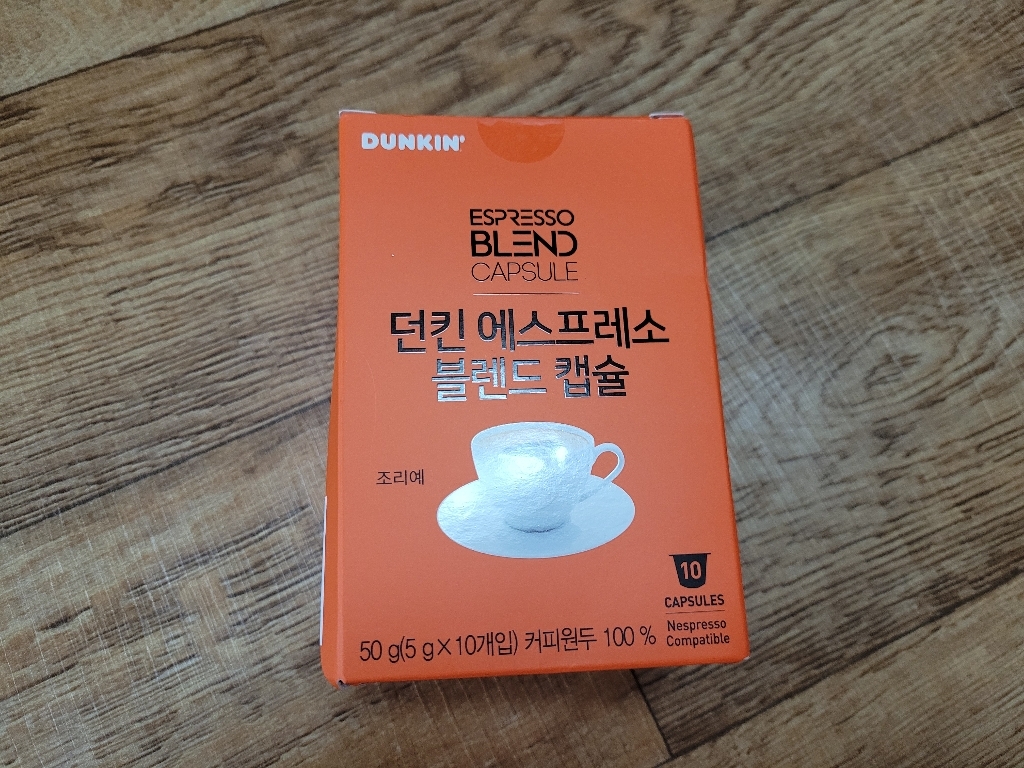 DUNKIN'
ESPRESSO
BLEND
CAPSULE
던킨 에스프레소
블렌드 캡슐
조리예
10
CAPSULES
Nespresso
Compatible
50 g(5 g×10개입) 커피원두 100 %